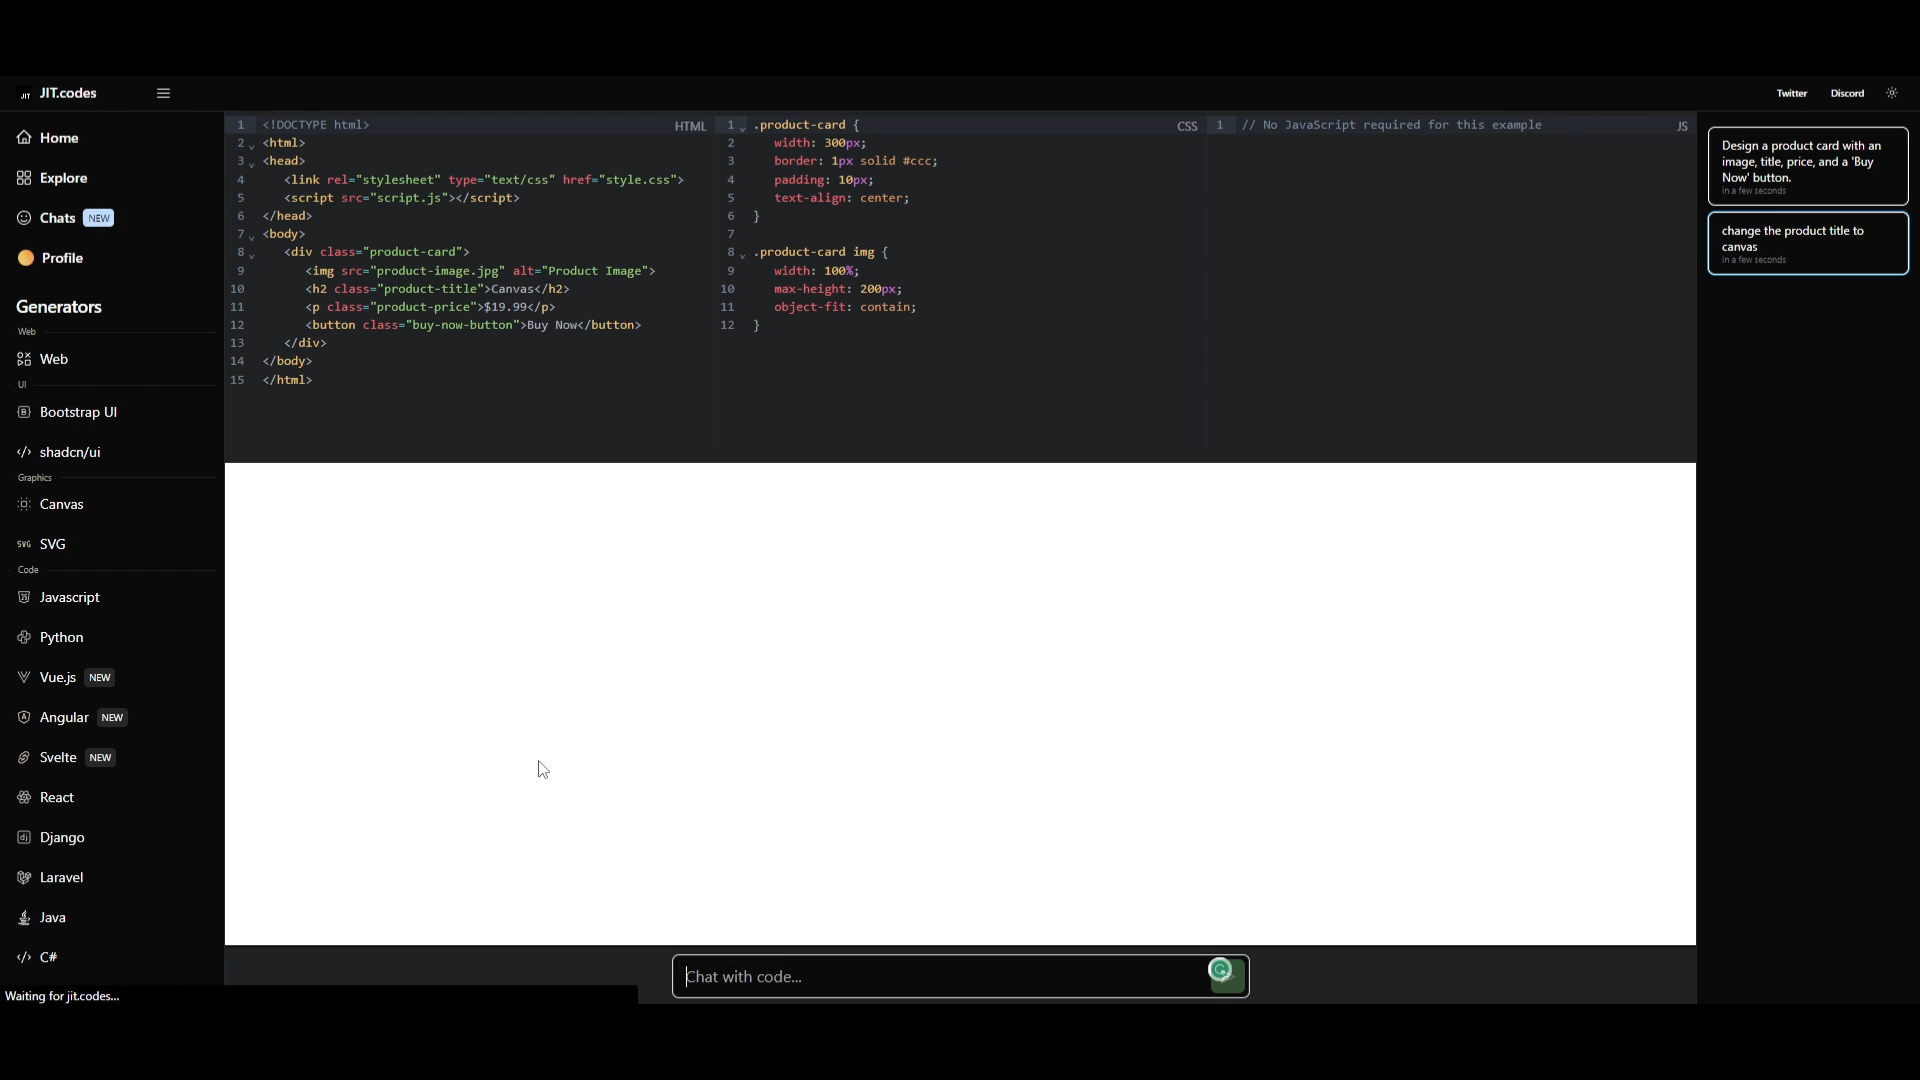 JIT JIT.codes
Twitter Discord
Home
Explore
Chats NEW
Profile
Generators
Web
Web
UI
Bootstrap UI
shadcn/ui
Graphics
Canvas
SVG SVG
Code
Javascript
Python
Vue.js NEW
Angular NEW
Svelte NEW
React
Django
Laravel
Java
C#
Waiting for jit.codes...
HTML
1 <!DOCTYPE html>
2 <html>
3 <head>
4 <link rel="stylesheet" type="text/css" href="style.css">
5 <script src="script.js"></script>
6 </head>
7 <body>
8 <div class="product-card">
9 <img src="product-image.jpg" alt="Product Image">
10 <h2 class="product-title">Canvas</h2>
11 <p class="product-price">$19.99</p>
12 <button class="buy-now-button">Buy Now</button>
13 </div>
14 </body>
15 </html>
CSS
1 .product-card {
2 width: 300px;
3 border: 1px solid #ccc;
4 padding: 10px;
5 text-align: center;
6 }
7
8 .product-card img {
9 width: 100%;
10 max-height: 200px;
11 object-fit: contain;
12 }
JS
1 // No JavaScript required for this example
Chat with code...
Design a product card with an
image, title, price, and a 'Buy
Now' button.
in a few seconds
change the product title to
canvas
in a few seconds